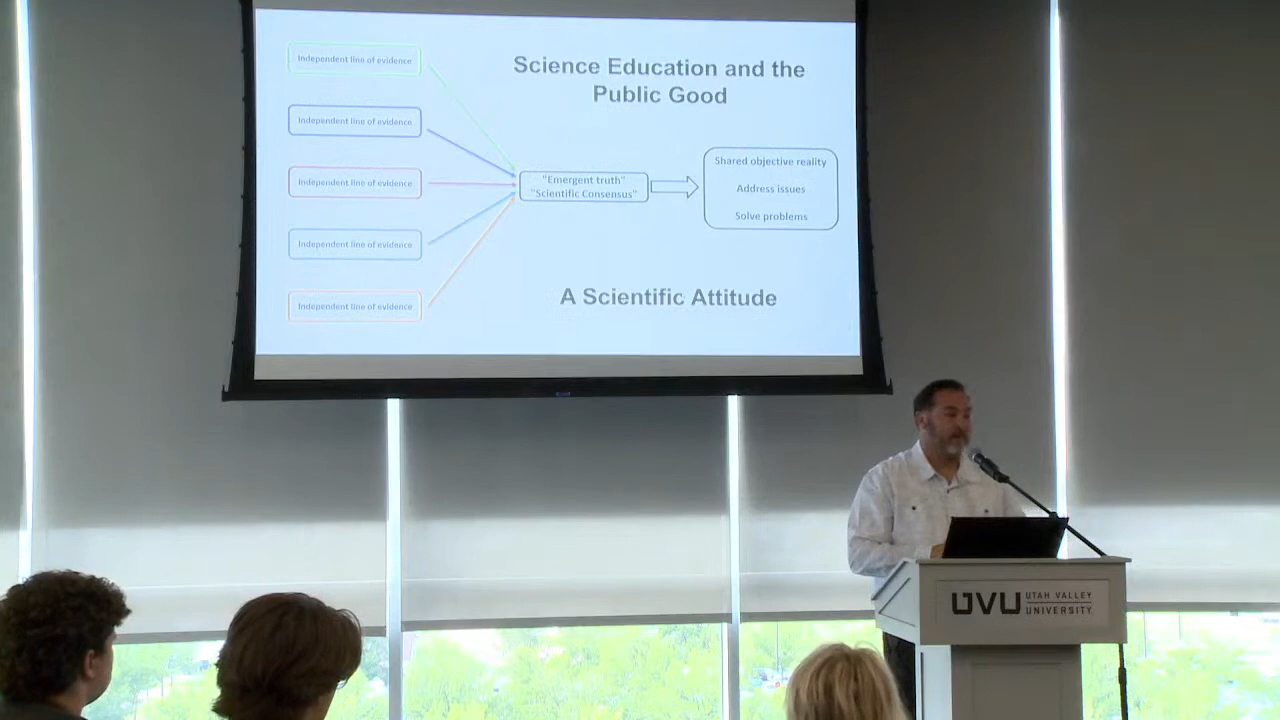 Science Education and the
Public Good
Independent line of evidence
Independent line of evidence
Independent line of evidence
Independent line of evidence
Independent line of evidence
"Emergent truth"
"Scientific Consensus"
Shared objective reality
Address issues
Solve problems
A Scientific Attitude
UVU UTAH VALLEY
UNIVERSITY